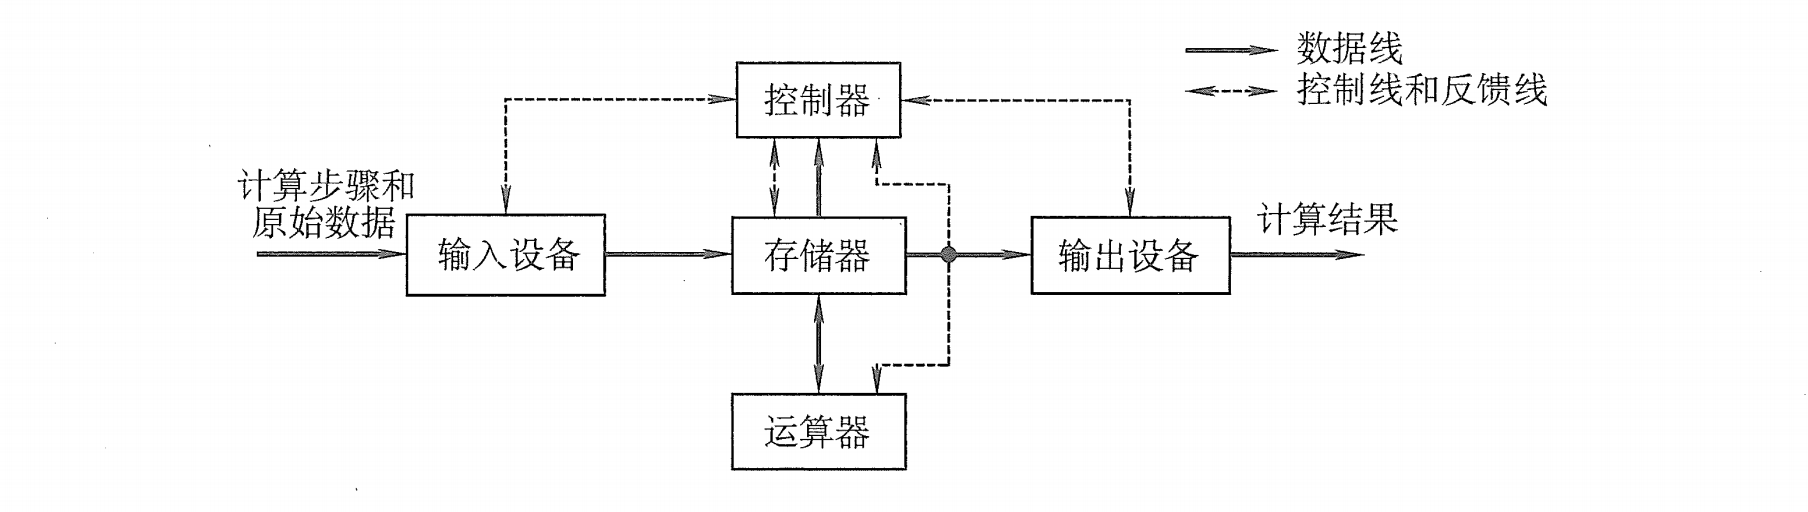 数据线
控制线和反馈线
控制器
计算步骤和
原始数据
输入设备
存储器
输出设备
计算结果
运算器